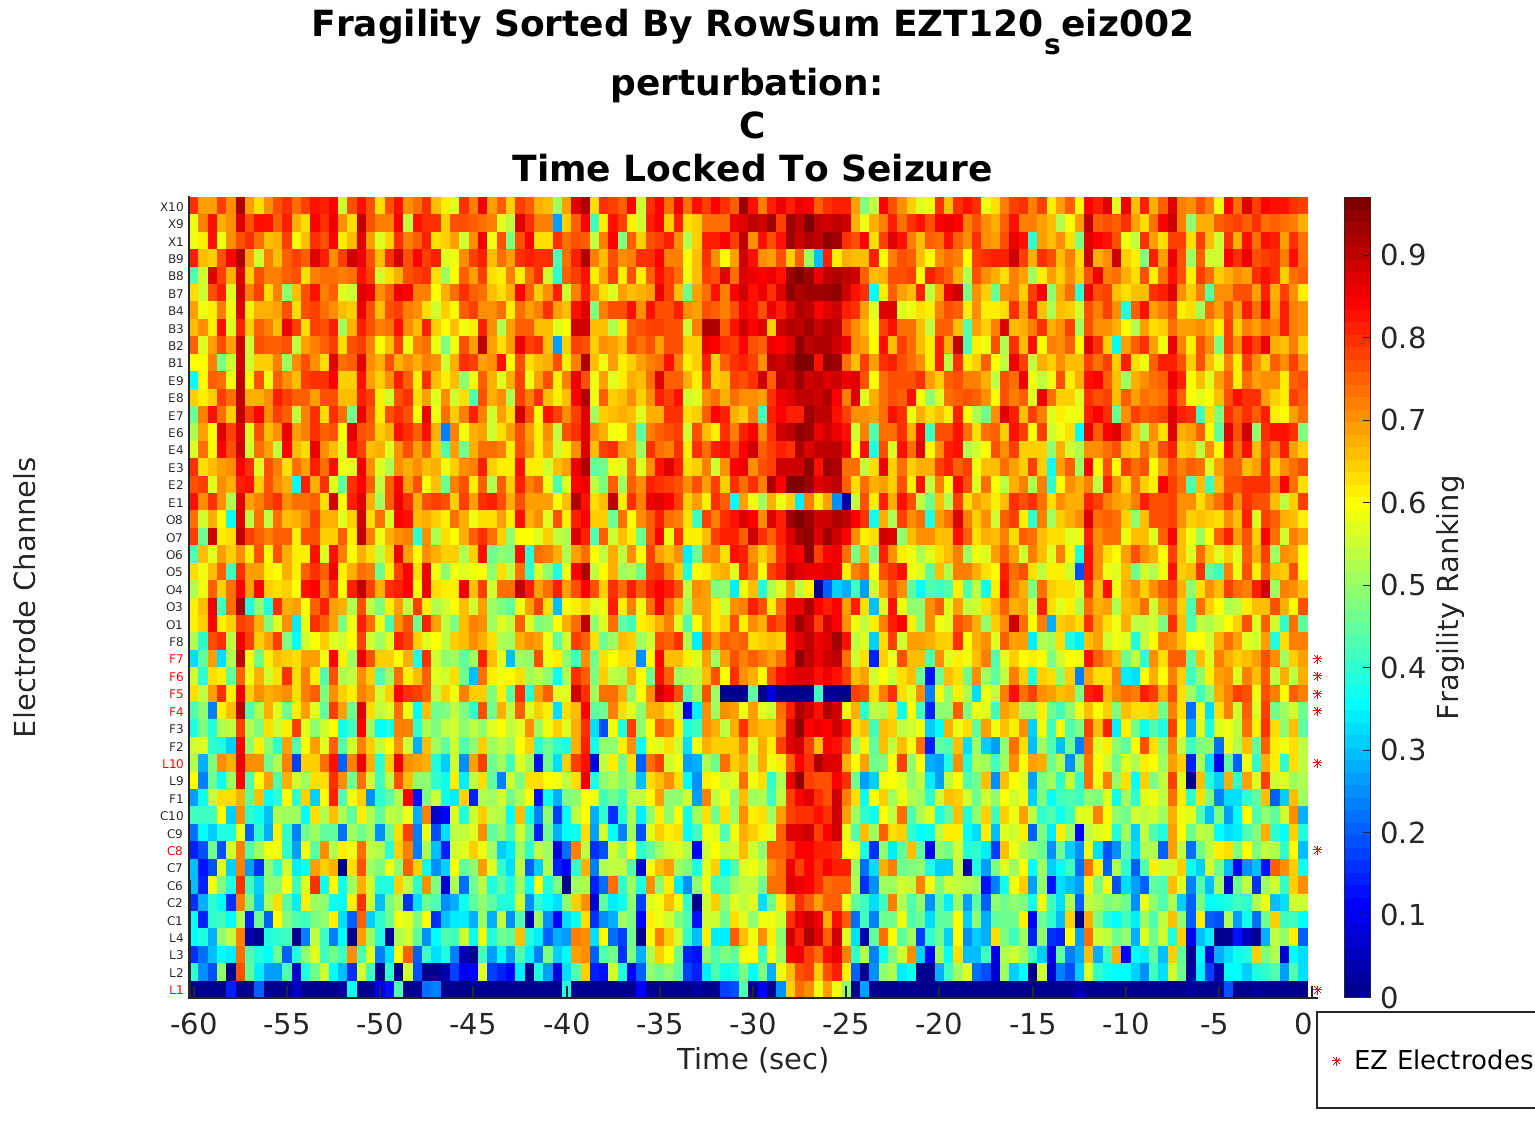 Fragility Sorted By RowSum EZT120seiz002
perturbation:
C
Time Locked To Seizure
Electrode Channels
X10
X9
X1
B9
B8
B7
B4
B3
B2
B1
E9
E8
E7
E6
E4
E3
E2
E1
O8
O7
O6
O5
O4
O3
O1
F8
F7
F6
F5
F4
F3
F2
L10
L9
F1
C10
C9
C8
C7
C6
C2
C1
L4
L3
L2
L1
-60 -55 -50 -45 -40 -35 -30 -25 -20 -15 -10 -5 0
Time (sec)
0.9
0.8
0.7
0.6
0.5
0.4
0.3
0.2
0.1
0
Fragility Ranking
EZ Electrodes